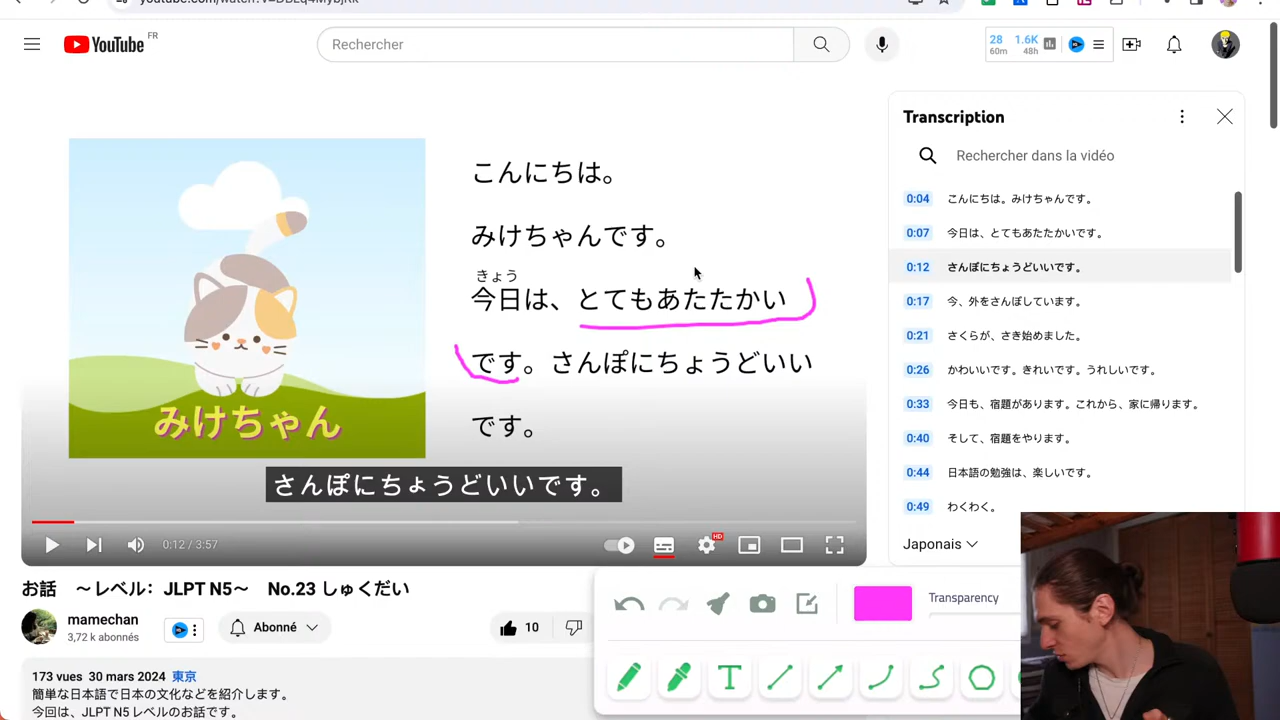 YouTube FR
Rechercher
28 60m
1.6K 48h
こんにちは。
みけちゃんです。
きょう
今日は、とてもあたたかい
です。さんぽにちょうどいい
です。
みけちゃん
さんぽにちょうどいいです。
0:12 / 3:57
HD
お話 ～レベル：JLPT N5～ No.23 しゅくだい
mamechan
3,72 k abonnés
Abonné
10
173 vues 30 mars 2024 東京
簡単な日本語で日本の文化などを紹介します。
今回は、JLPT N5レベルのお話です。
Transcription
Rechercher dans la vidéo
0:04 こんにちは。みけちゃんです。
0:07 今日は、とてもあたたかいです。
0:12 さんぽにちょうどいいです。
0:17 今、外をさんぽしています。
0:21 さくらが、さき始めました。
0:26 かわいいです。きれいです。うれしいです。
0:33 今日も、宿題があります。これから、家に帰ります。
0:40 そして、宿題をやります。
0:44 日本語の勉強は、楽しいです。
0:49 わくわく。
Japonais
Transparency
T